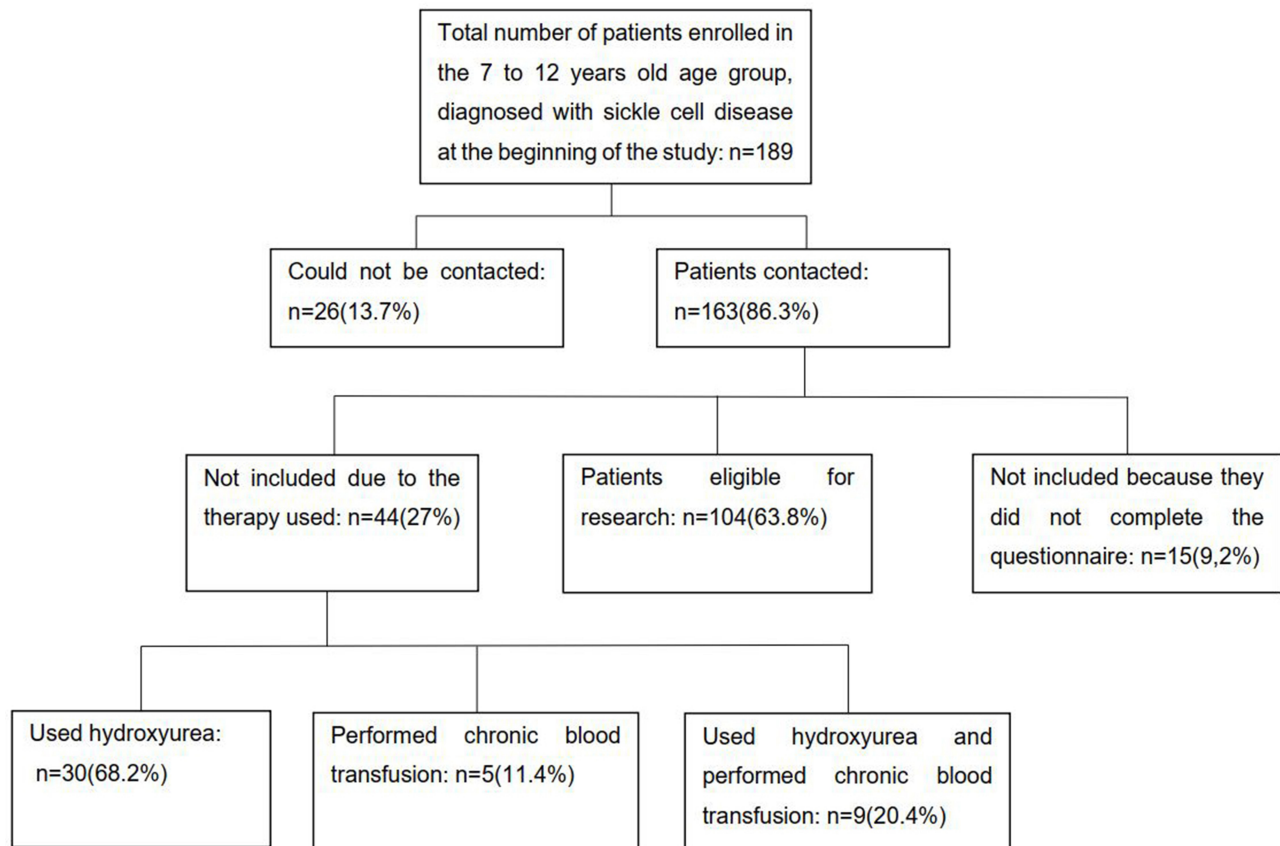 Total number of patients enrolled in
the 7 to 12 years old age group,
diagnosed with sickle cell disease
at the beginning of the study: n=189
Could not be contacted:
n=26(13.7%)
Patients contacted:
n=163(86.3%)
Not included due to the
therapy used: n=44(27%)
Patients eligible for
research: n=104(63.8%)
Not included because they
did not complete the
questionnaire: n=15(9,2%)
Used hydroxyurea:
n=30(68.2%)
Performed chronic blood
transfusion: n=5(11.4%)
Used hydroxyurea and
performed chronic blood
transfusion: n=9(20.4%)